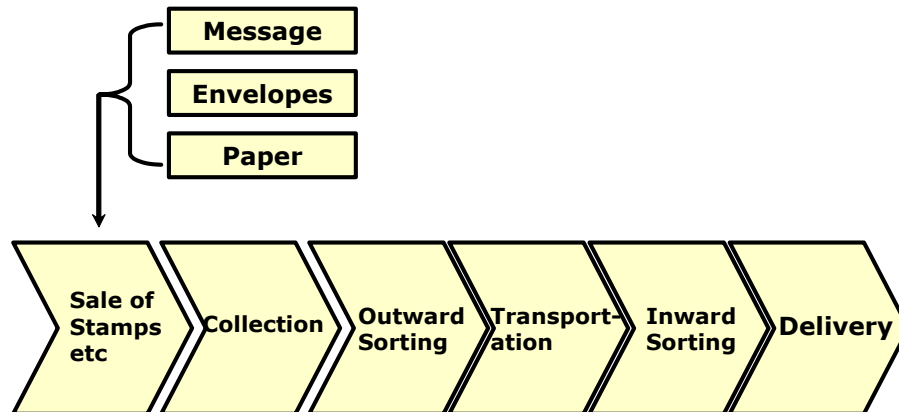 Message
Envelopes
Paper
Sale of
Stamps
etc
Collection
Outward
Sorting
Transport-
ation
Inward
Sorting
Delivery